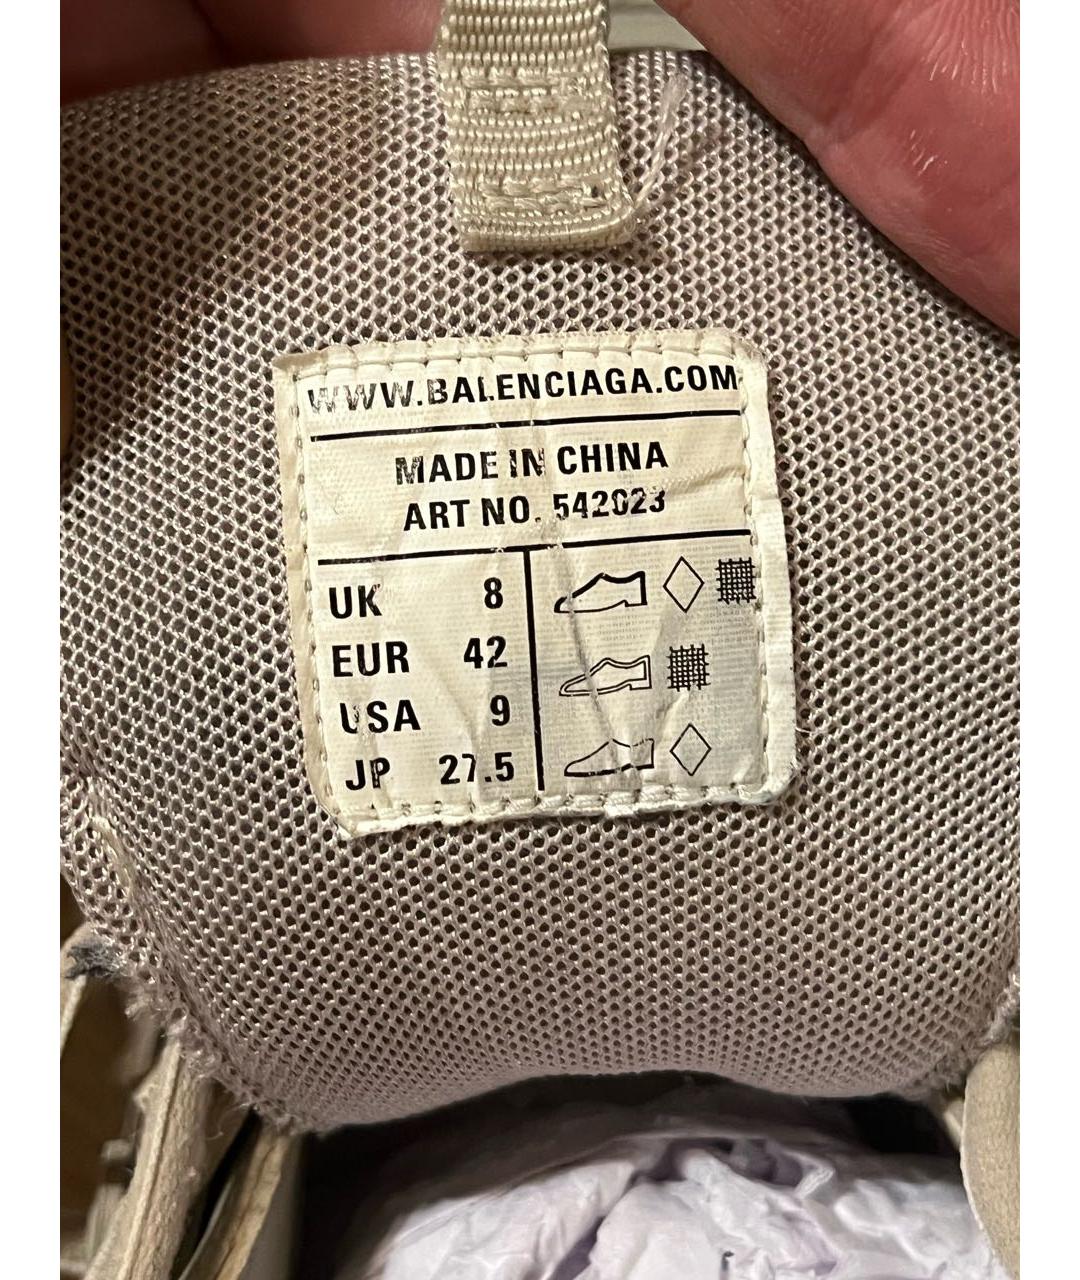 WWW.BALENCIAGA.COM
MADE IN CHINA
ART NO. 542023
UK 8
EUR 42
USA 9
JP 27.5